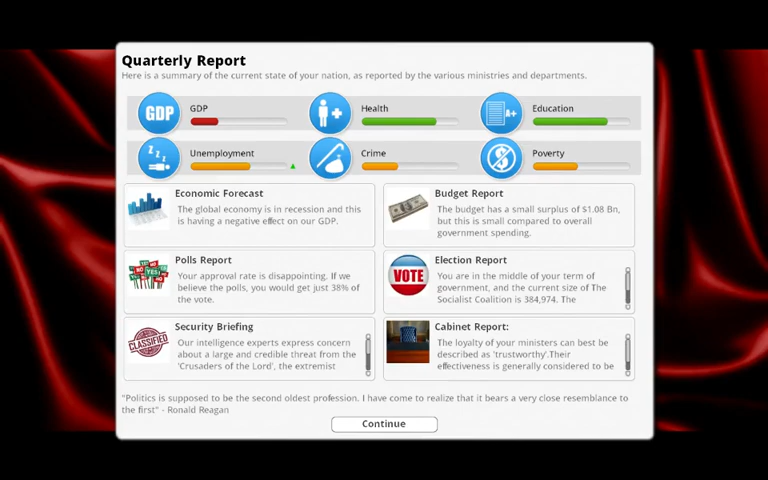 Quarterly Report
Here is a summary of the current state of your nation, as reported by the various ministries and departments.
GDP
GDP
Health
A+
Education
Z Z Z
Unemployment
Crime
$
Poverty
Economic Forecast
The global economy is in recession and this
is having a negative effect on our GDP.
Budget Report
The budget has a small surplus of $1.08 Bn,
but this is small compared to overall
government spending.
NO
YES
Polls Report
Your approval rate is disappointing. If we
believe the polls, you would get just 38%
of the vote.
VOTE
Election Report
You are in the middle of your term of
government, and the current size of The
Socialist Coalition is 384,974. The
CLASSIFIED
Security Briefing
Our intelligence experts express concern
about a large and credible threat from the
'Crusaders of the Lord', the extremist
Cabinet Report:
The loyalty of your ministers can best be
described as 'trustworthy'.Their
effectiveness is generally considered to be
"Politics is supposed to be the second oldest profession. I have come to realize that it bears a very close resemblance to
the first" - Ronald Reagan
Continue